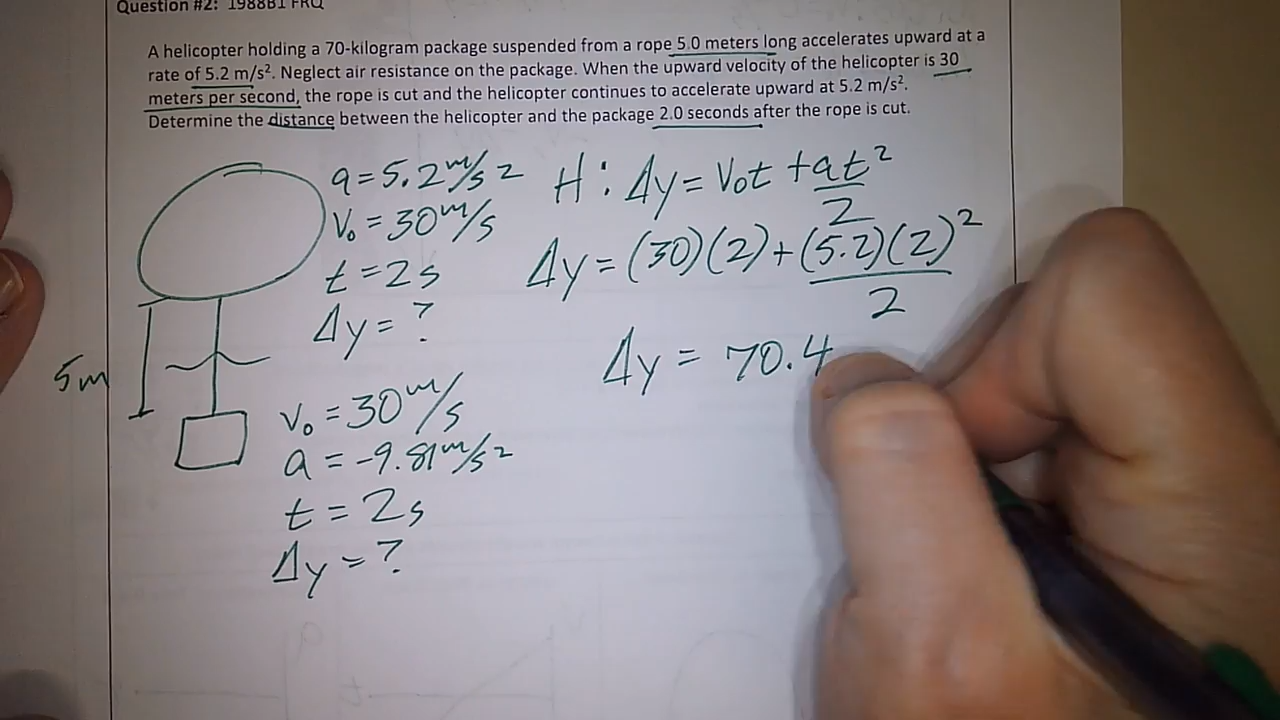 Question #2: 1988B1 FRQ
A helicopter holding a 70-kilogram package suspended from a rope 5.0 meters long accelerates upward at a
rate of 5.2 m/s². Neglect air resistance on the package. When the upward velocity of the helicopter is 30
meters per second, the rope is cut and the helicopter continues to accelerate upward at 5.2 m/s².
Determine the distance between the helicopter and the package 2.0 seconds after the rope is cut.
a = 5.2 m/s²
V₀ = 30 m/s
t = 2s
Δy = ?
5m
V₀ = 30 m/s
a = -9.81 m/s²
t = 2s
Δy = ?
H: Δy = V₀t + at²/2
Δy = (30)(2) + (5.2)(2)²/2
Δy = 70.4